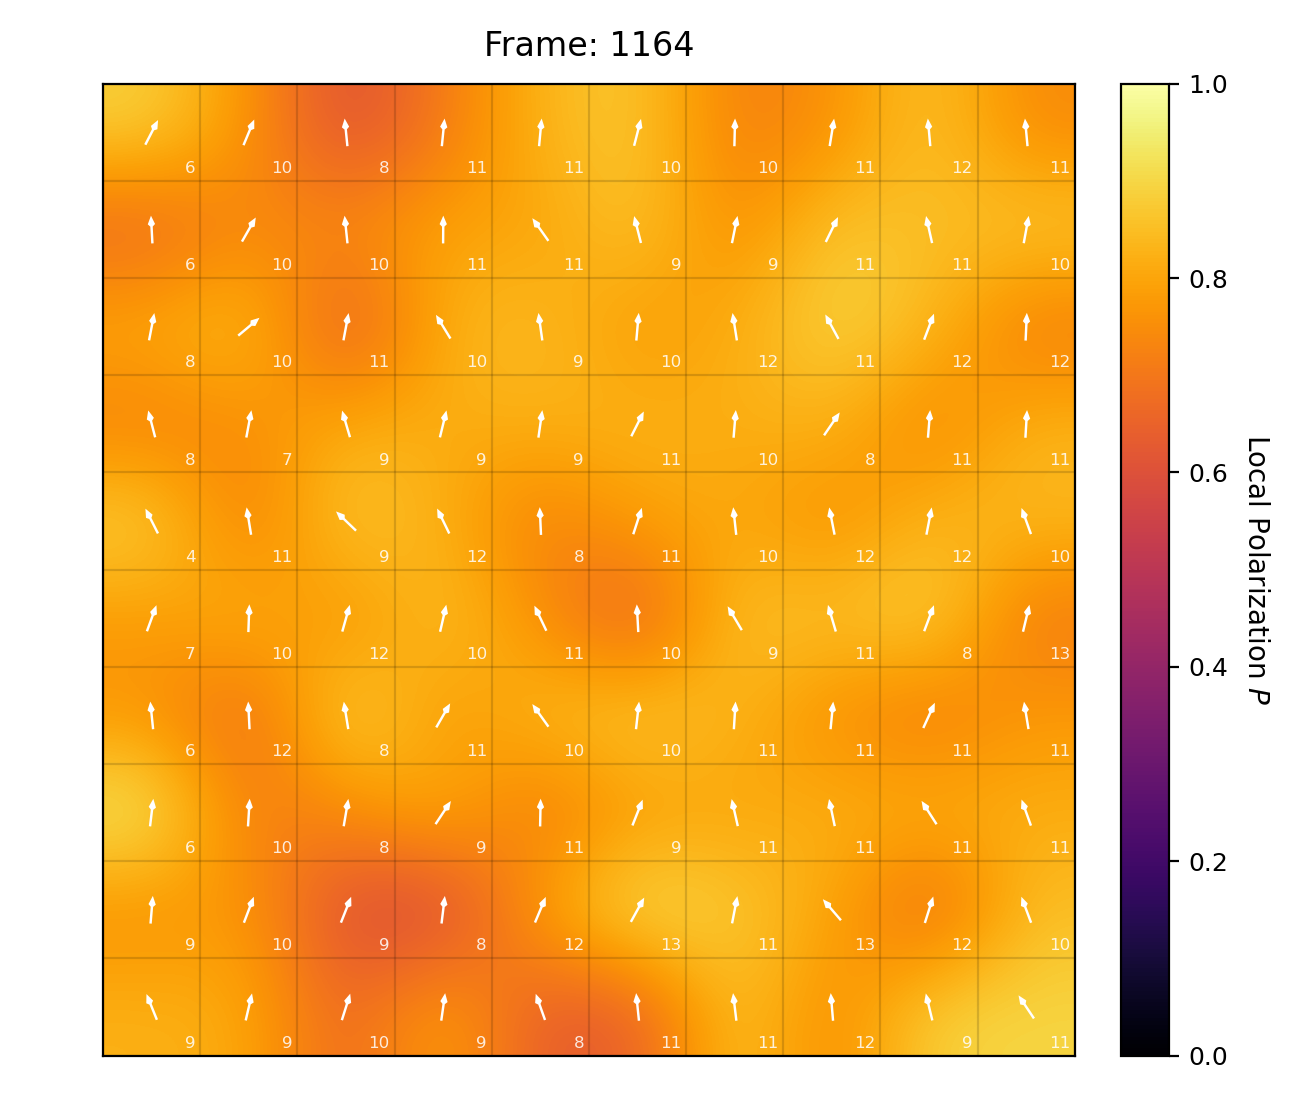 Frame: 1164
6 10 8 11 11 10 10 11 12 11
6 10 10 11 11 9 9 11 11 10
8 10 11 10 9 10 12 11 12 12
8 7 9 9 9 11 10 8 11 11
4 11 9 12 8 11 10 12 12 10
7 10 12 10 11 10 9 11 8 13
6 12 8 11 10 10 11 11 11 11
6 10 8 9 11 9 11 11 11 11
9 10 9 8 12 13 11 13 12 10
9 9 10 9 8 11 11 12 9 11
1.0
0.8
0.6
0.4
0.2
0.0
Local Polarization P